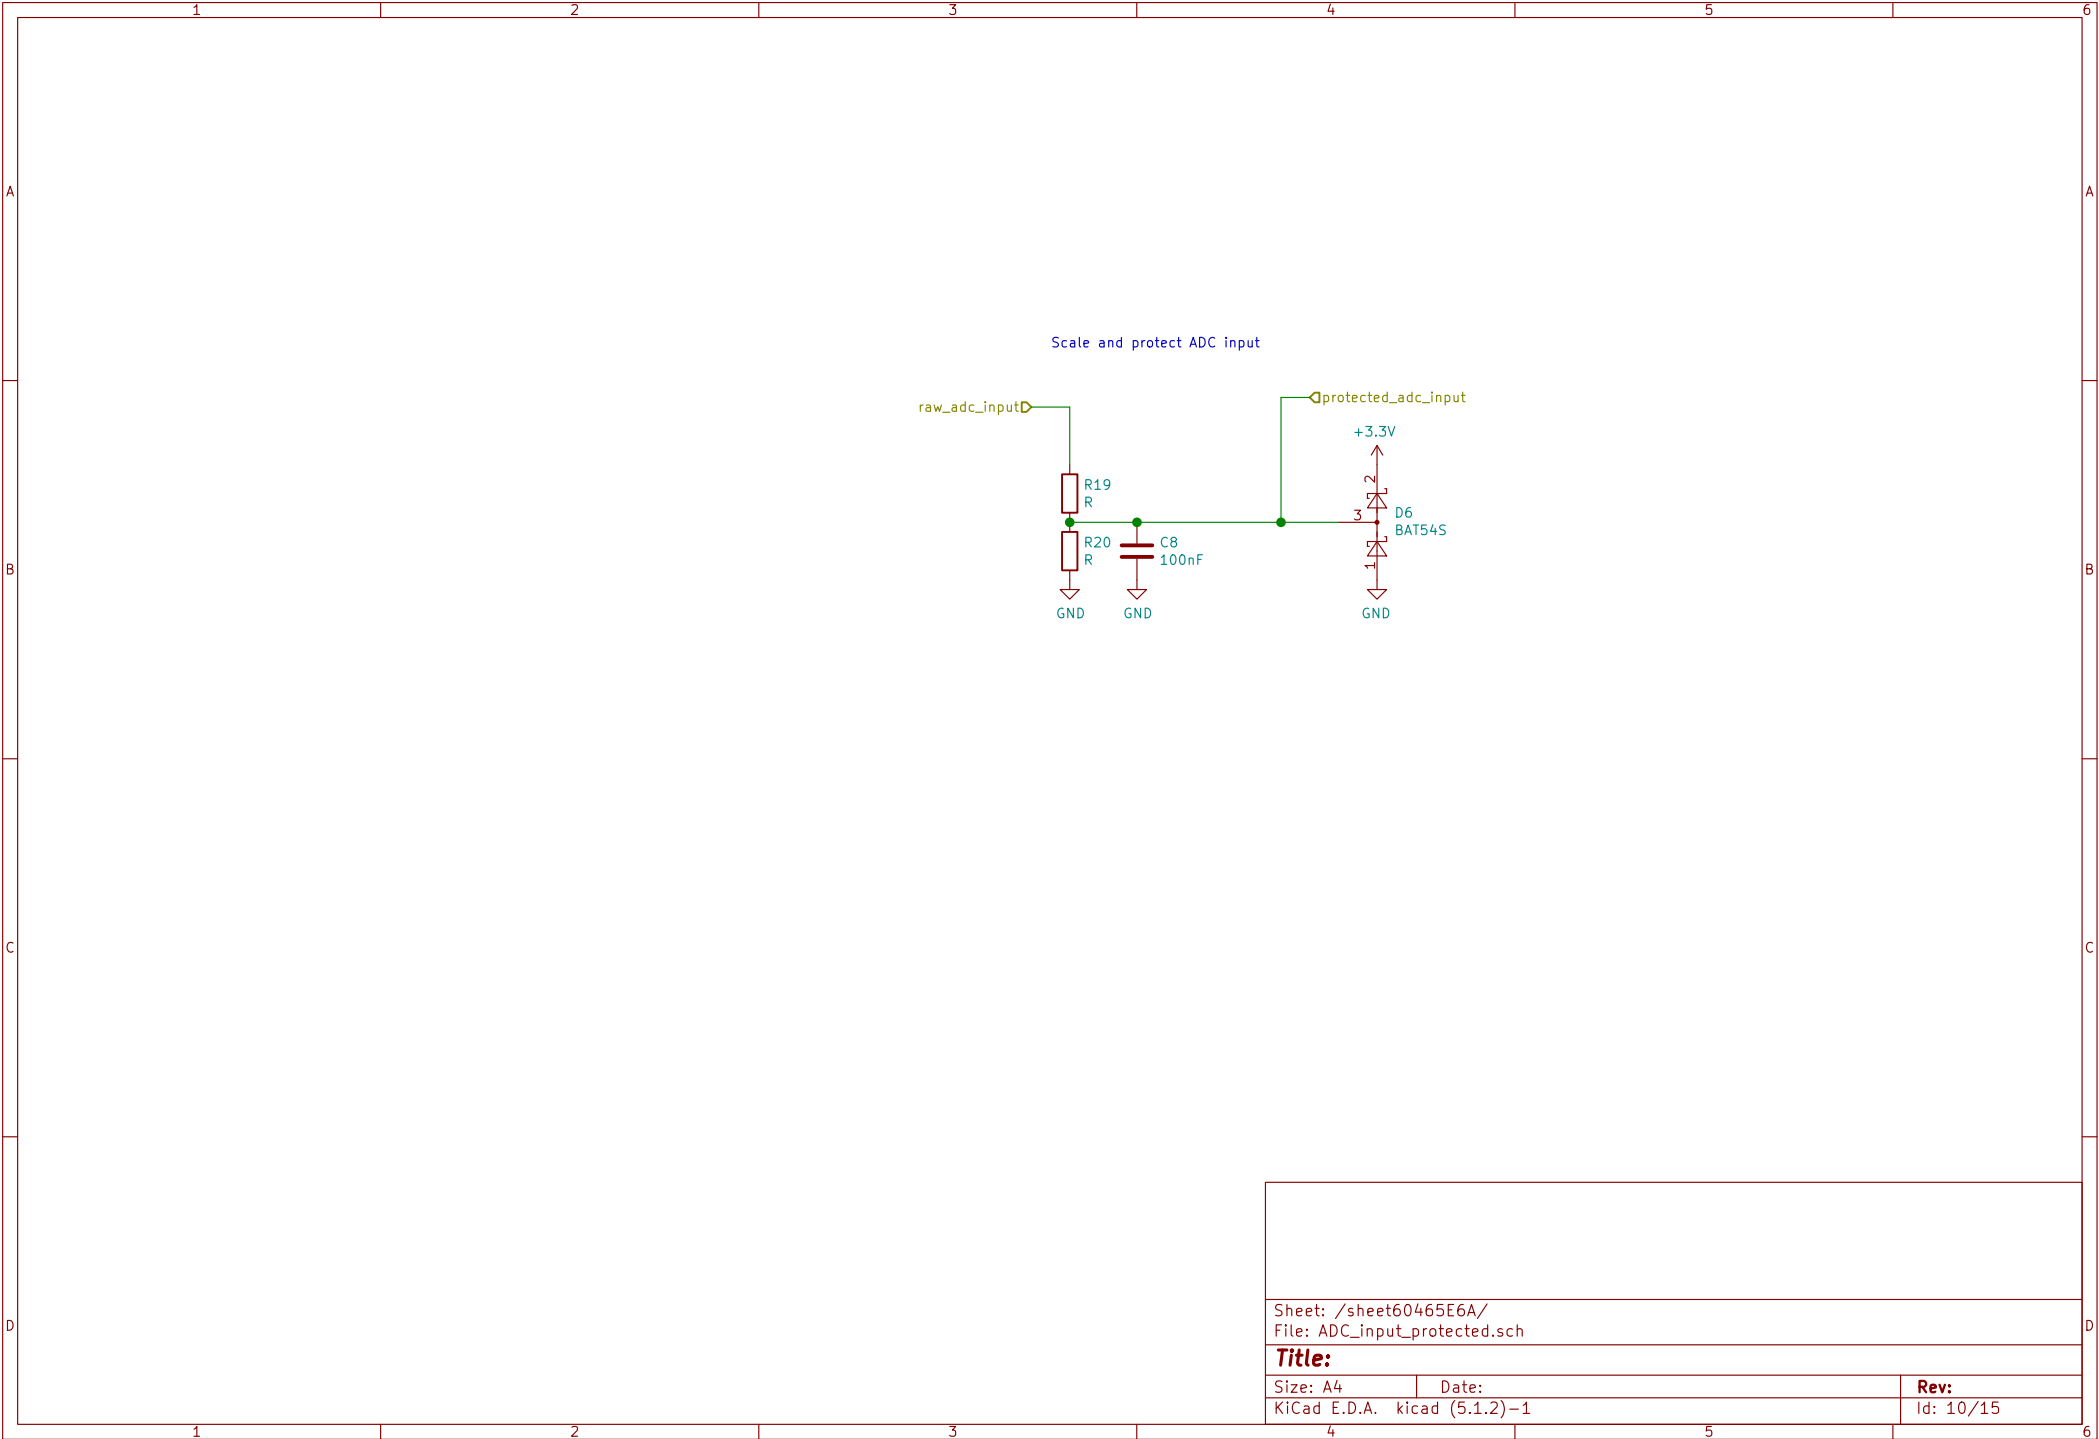 1 2 3 4 5 6
A A
Scale and protect ADC input
raw_adc_input
protected_adc_input
+3.3V
2
R19
R
3
D6
BAT54S
R20
R
C8
100nF
1
GND
GND
GND
B B
C C
D D
Sheet: /sheet60465E6A/
File: ADC_input_protected.sch
Title:
Size: A4
Date:
Rev:
KiCad E.D.A. kicad (5.1.2)-1
Id: 10/15
1 2 3 4 5 6